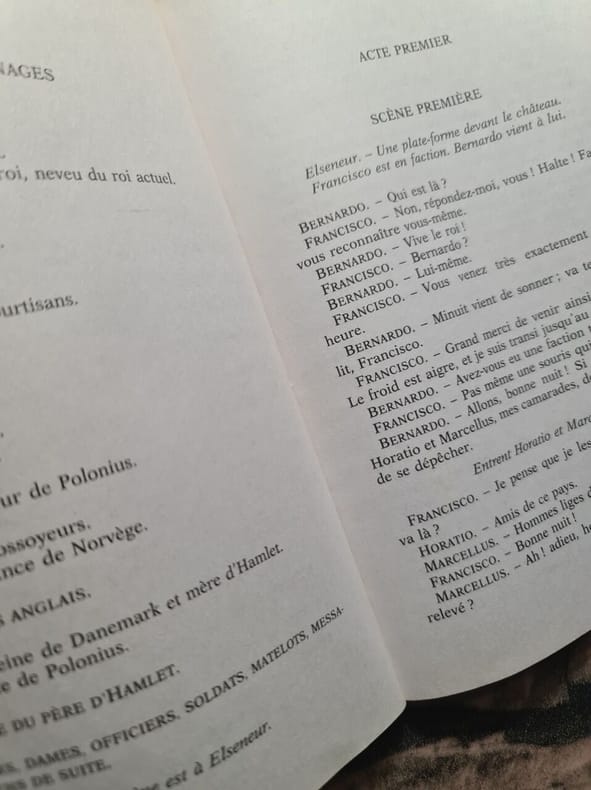 NAGES
roi, neveu du roi actuel.
urtisans.
ur de Polonius.
ossoyeurs.
nce de Norvège.
S ANGLAIS.
eine de Danemark et mère d'Hamlet.
e de Polonius.
E DU PÈRE D'HAMLET.
ES, DAMES, OFFICIERS, SOLDATS, MATELOTS, MESSA-
RS DE SUITE.
ne est à Elseneur.
ACTE PREMIER
SCÈNE PREMIÈRE
Elseneur. – Une plate-forme devant le château.
Francisco est en faction. Bernardo vient à lui.
BERNARDO. – Qui est là ?
FRANCISCO. – Non, répondez-moi, vous ! Halte ! Fa
vous reconnaître vous-même.
BERNARDO. – Vive le roi !
FRANCISCO. – Bernardo ?
BERNARDO. – Lui-même.
FRANCISCO. – Vous venez très exactement
heure.
BERNARDO. – Minuit vient de sonner ; va te
lit, Francisco.
FRANCISCO. – Grand merci de venir ainsi
Le froid est aigre, et je suis transi jusqu'au
BERNARDO. – Avez-vous eu une faction t
FRANCISCO. – Pas même une souris qui
BERNARDO. – Allons, bonne nuit ! Si
Horatio et Marcellus, mes camarades, de
de se dépêcher.
Entrent Horatio et Marc
FRANCISCO. – Je pense que je les
va là ?
HORATIO. – Amis de ce pays.
MARCELLUS. – Hommes liges d
FRANCISCO. – Bonne nuit !
MARCELLUS. – Ah ! adieu, ho
relevé ?